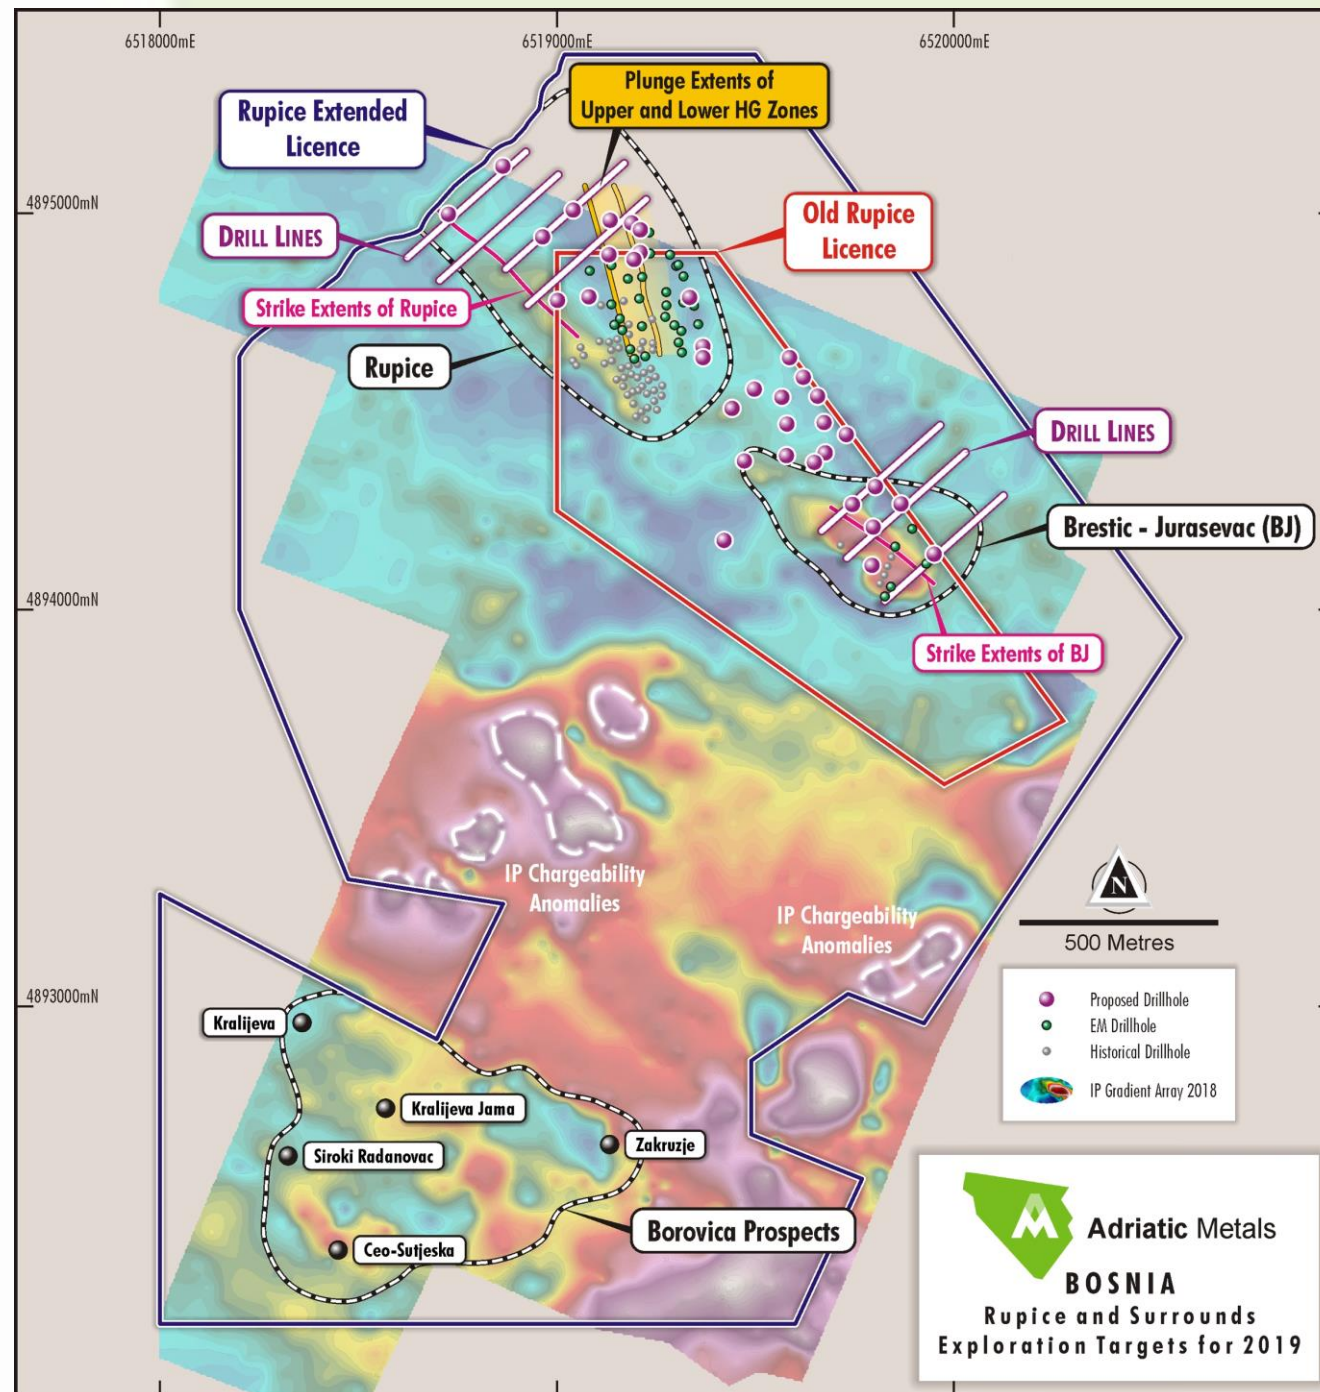 6518000mE
6519000mE
6520000mE
Plunge Extents of
Upper and Lower HG Zones
Rupice Extended
Licence
4895000mN
Old Rupice
Licence
DRILL LINES
Strike Extents of Rupice
Rupice
DRILL LINES
Brestic - Jurasevac (BJ)
4894000mN
Strike Extents of BJ
IP Chargeability
Anomalies
IP Chargeability
Anomalies
N
500 Metres
4893000mN
Proposed Drillhole
EM Drillhole
Historical Drillhole
IP Gradient Array 2018
Kralijeva
Kralijeva Jama
Siroki Radanovac
Zakruzje
Ceo-Sutjeska
Borovica Prospects
Adriatic Metals
BOSNIA
Rupice and Surrounds
Exploration Targets for 2019